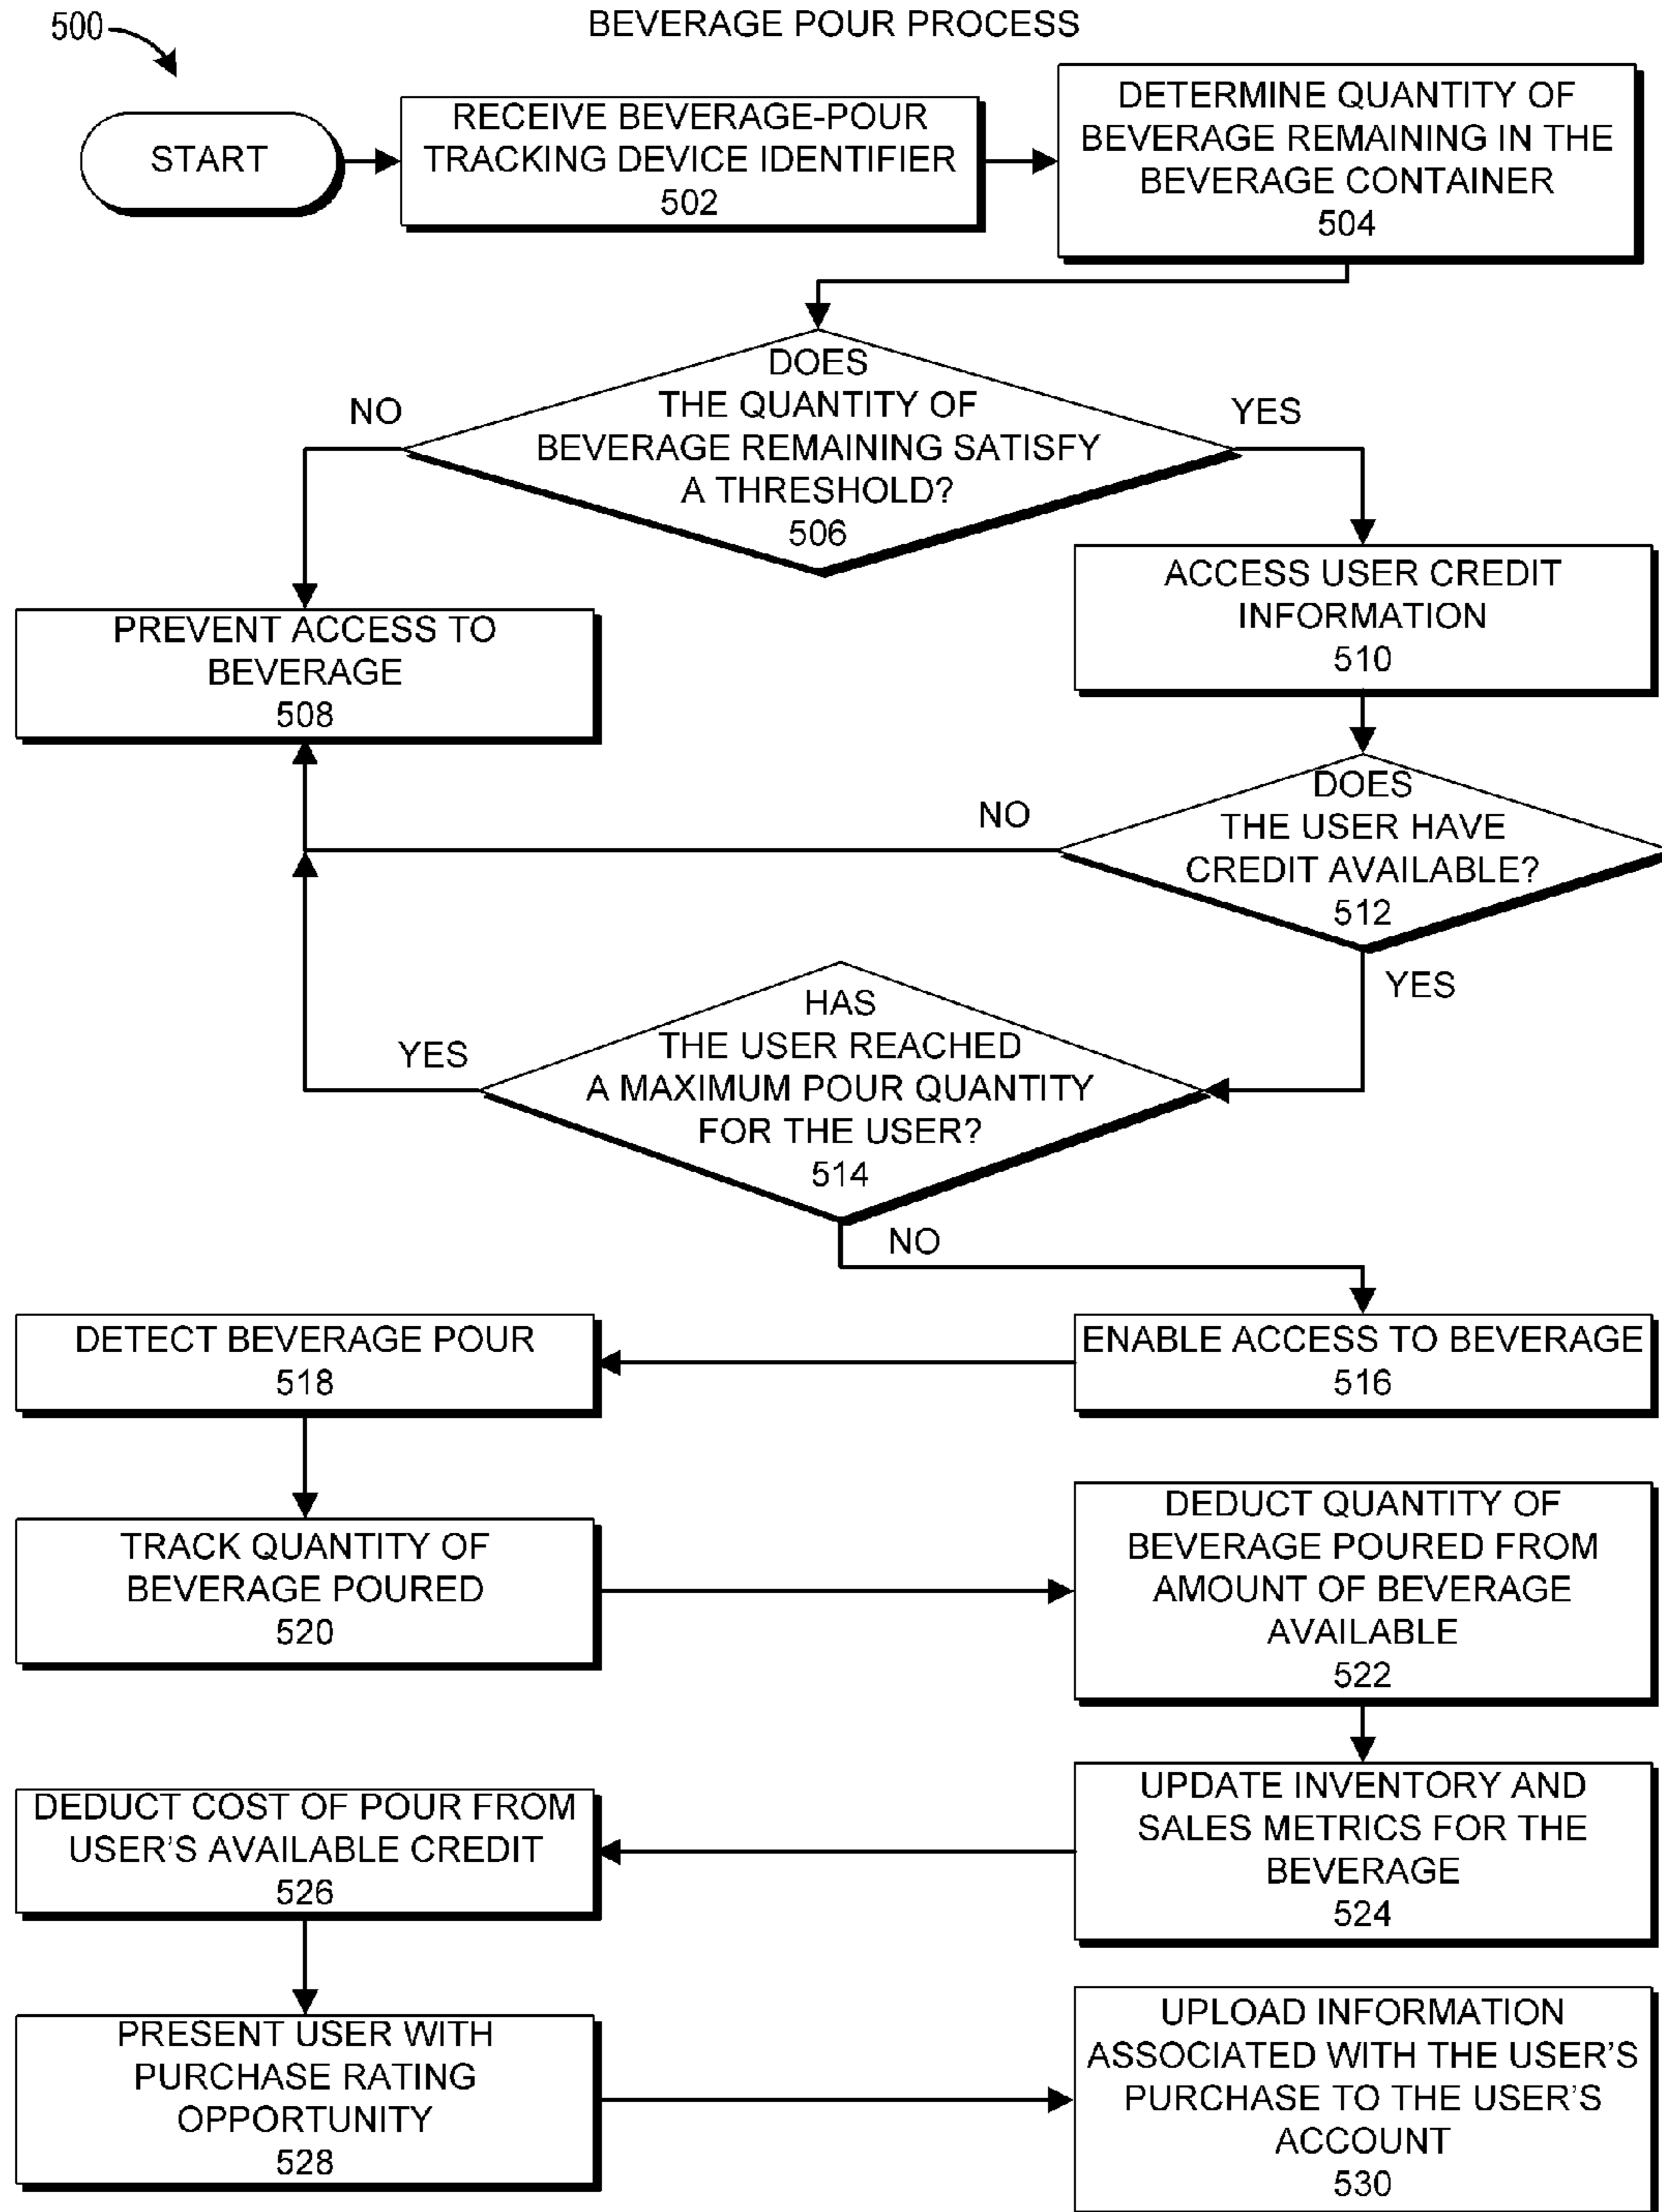 500
BEVERAGE POUR PROCESS
START
RECEIVE BEVERAGE-POUR
TRACKING DEVICE IDENTIFIER
502
DETERMINE QUANTITY OF
BEVERAGE REMAINING IN THE
BEVERAGE CONTAINER
504
DOES
THE QUANTITY OF
BEVERAGE REMAINING SATISFY
A THRESHOLD?
506
NO
YES
PREVENT ACCESS TO
BEVERAGE
508
ACCESS USER CREDIT
INFORMATION
510
DOES
THE USER HAVE
CREDIT AVAILABLE?
512
NO
YES
HAS
THE USER REACHED
A MAXIMUM POUR QUANTITY
FOR THE USER?
514
YES
NO
ENABLE ACCESS TO BEVERAGE
516
DETECT BEVERAGE POUR
518
TRACK QUANTITY OF
BEVERAGE POURED
520
DEDUCT QUANTITY OF
BEVERAGE POURED FROM
AMOUNT OF BEVERAGE
AVAILABLE
522
UPDATE INVENTORY AND
SALES METRICS FOR THE
BEVERAGE
524
DEDUCT COST OF POUR FROM
USER'S AVAILABLE CREDIT
526
PRESENT USER WITH
PURCHASE RATING
OPPORTUNITY
528
UPLOAD INFORMATION
ASSOCIATED WITH THE USER'S
PURCHASE TO THE USER'S
ACCOUNT
530